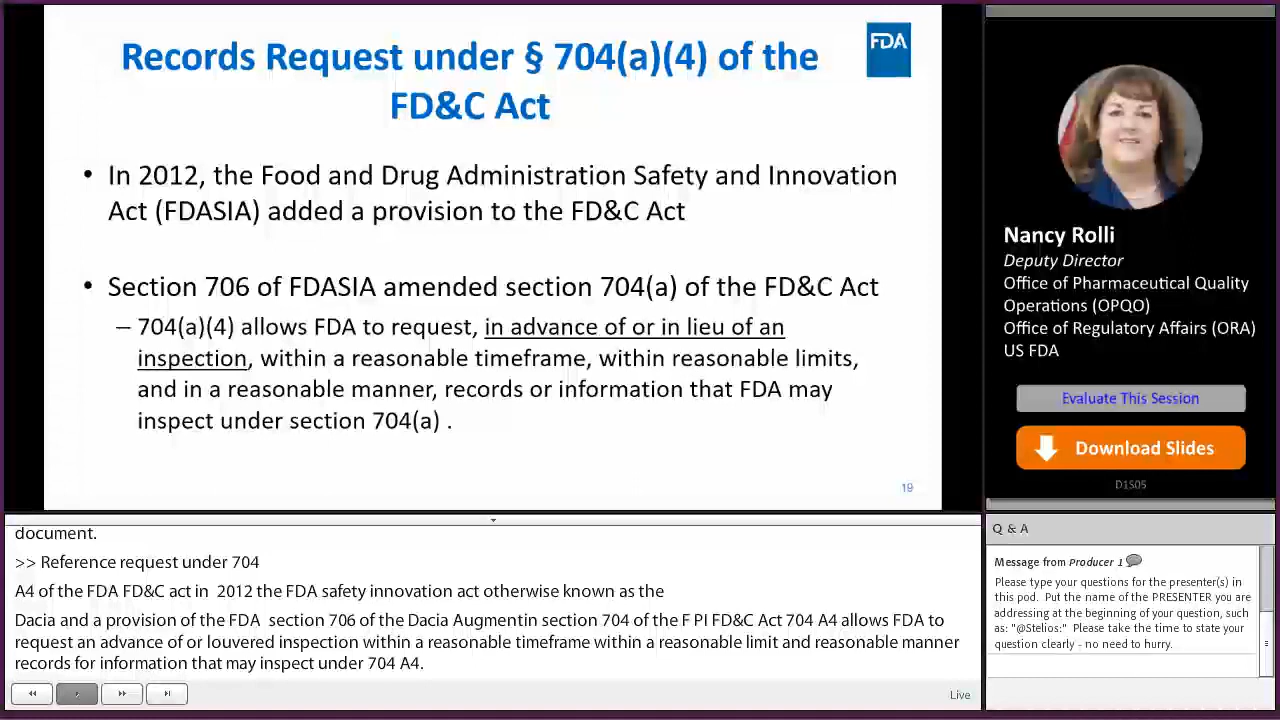 Records Request under § 704(a)(4) of the
FD&C Act
FDA
• In 2012, the Food and Drug Administration Safety and Innovation
Act (FDASIA) added a provision to the FD&C Act
• Section 706 of FDASIA amended section 704(a) of the FD&C Act
– 704(a)(4) allows FDA to request, in advance of or in lieu of an
inspection, within a reasonable timeframe, within reasonable limits,
and in a reasonable manner, records or information that FDA may
inspect under section 704(a) .
19
Nancy Rolli
Deputy Director
Office of Pharmaceutical Quality
Operations (OPQO)
Office of Regulatory Affairs (ORA)
US FDA
Evaluate This Session
Download Slides
D1S05
document.
>> Reference request under 704
A4 of the FDA FD&C act in  2012 the FDA safety innovation act otherwise known as the
Dacia and a provision of the FDA  section 706 of the Dacia Augmentin section 704 of the F PI FD&C Act 704 A4 allows FDA to
request an advance of or louvered inspection within a reasonable timeframe within a reasonable limit and reasonable manner
records for information that may inspect under 704 A4.
Live
Q & A
Message from Producer 1
Please type your questions for the presenter(s) in
this pod.  Put the name of the PRESENTER you are
addressing at the beginning of your question, such
as: "@Stelios:"  Please take the time to state your
question clearly - no need to hurry.